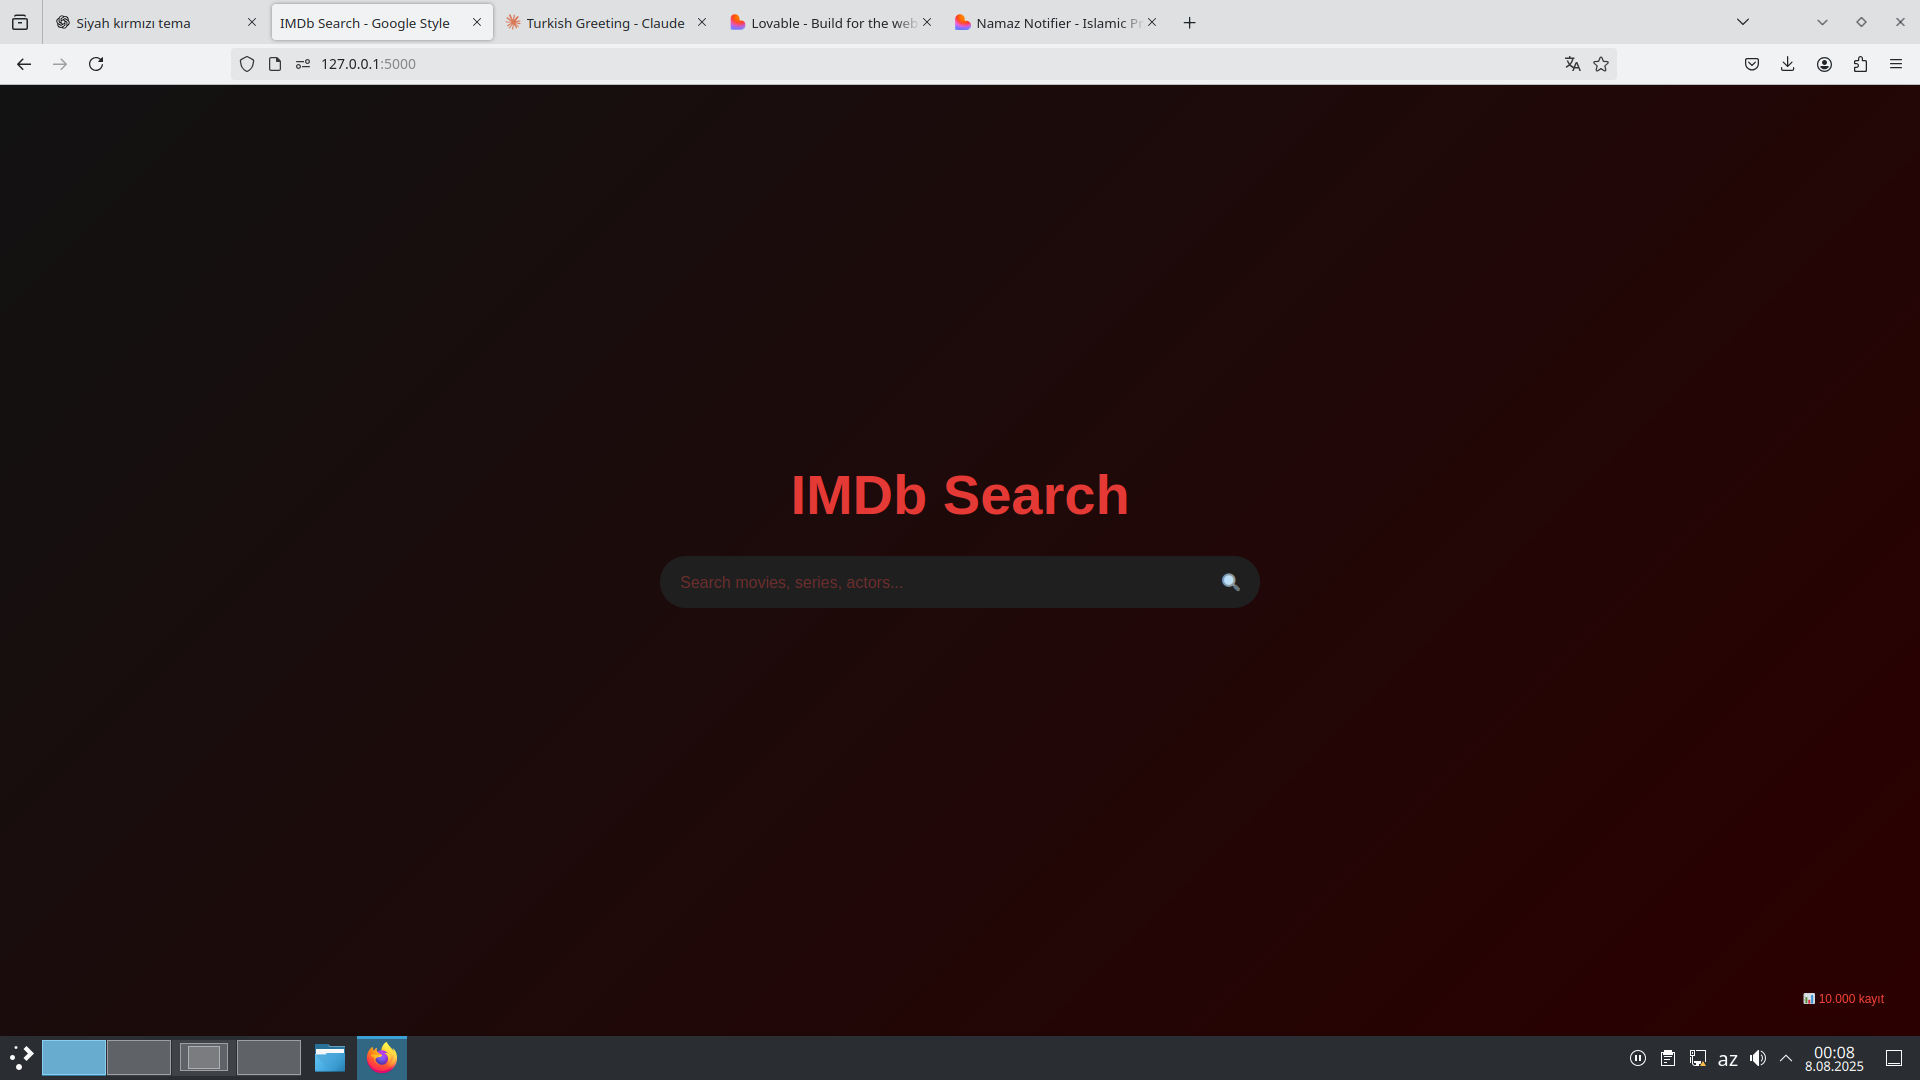 Siyah kırmızı tema
IMDb Search - Google Style
Turkish Greeting - Claude
Lovable - Build for the web
Namaz Notifier - Islamic Pr
127.0.0.1:5000
IMDb Search
Search movies, series, actors...
10.000 kayıt
az
00:08
8.08.2025